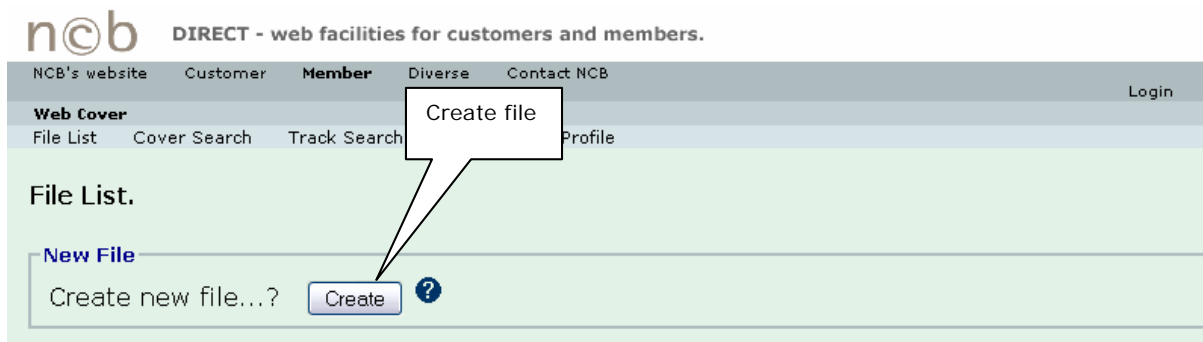 ncb DIRECT - web facilities for customers and members.
NCB's website Customer Member Diverse Contact NCB
Login
Web Cover
File List Cover Search Track Search Profile
Create file
File List.
New File
Create new file...? Create ?